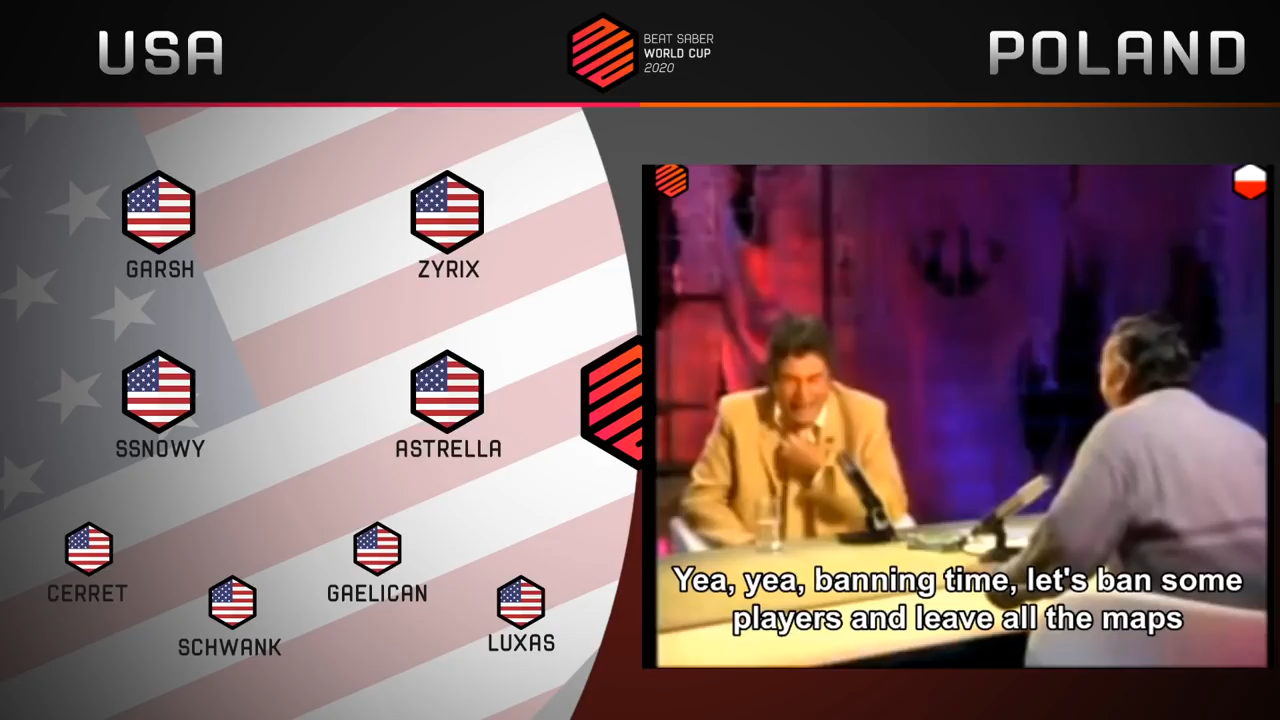 USA
BEAT SABER
WORLD CUP
2020
POLAND
GARSH
ZYRIX
SSNOWY
ASTRELLA
CERRET
GAELICAN
SCHWANK
LUXAS
Yea, yea, banning time, let's ban some
players and leave all the maps